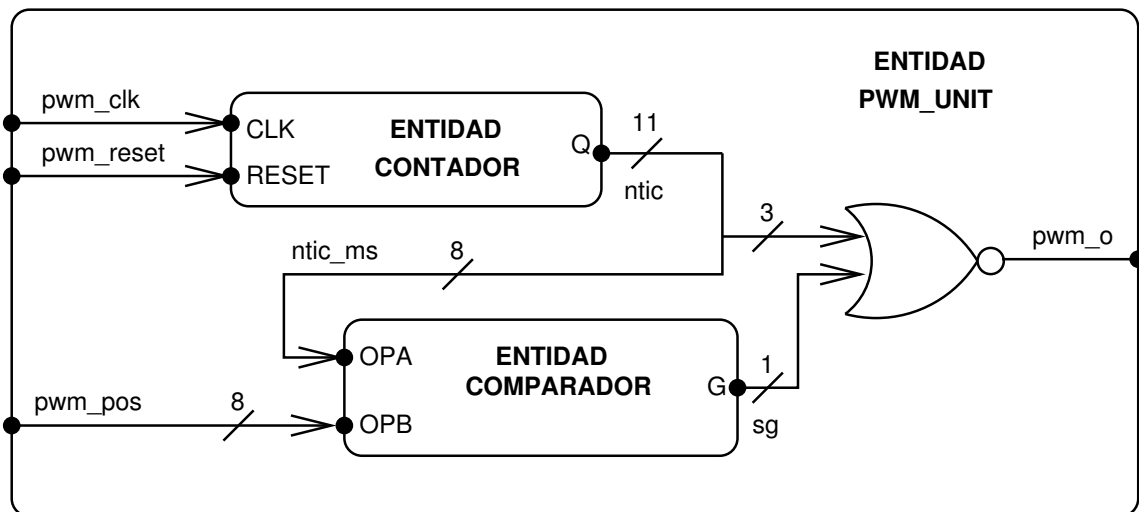 ENTIDAD
PWM_UNIT
pwm_clk
pwm_reset
CLK
RESET
ENTIDAD
CONTADOR
Q
11
ntic
3
pwm_o
ntic_ms
8
OPA
OPB
ENTIDAD
COMPARADOR
G
1
sg
pwm_pos
8